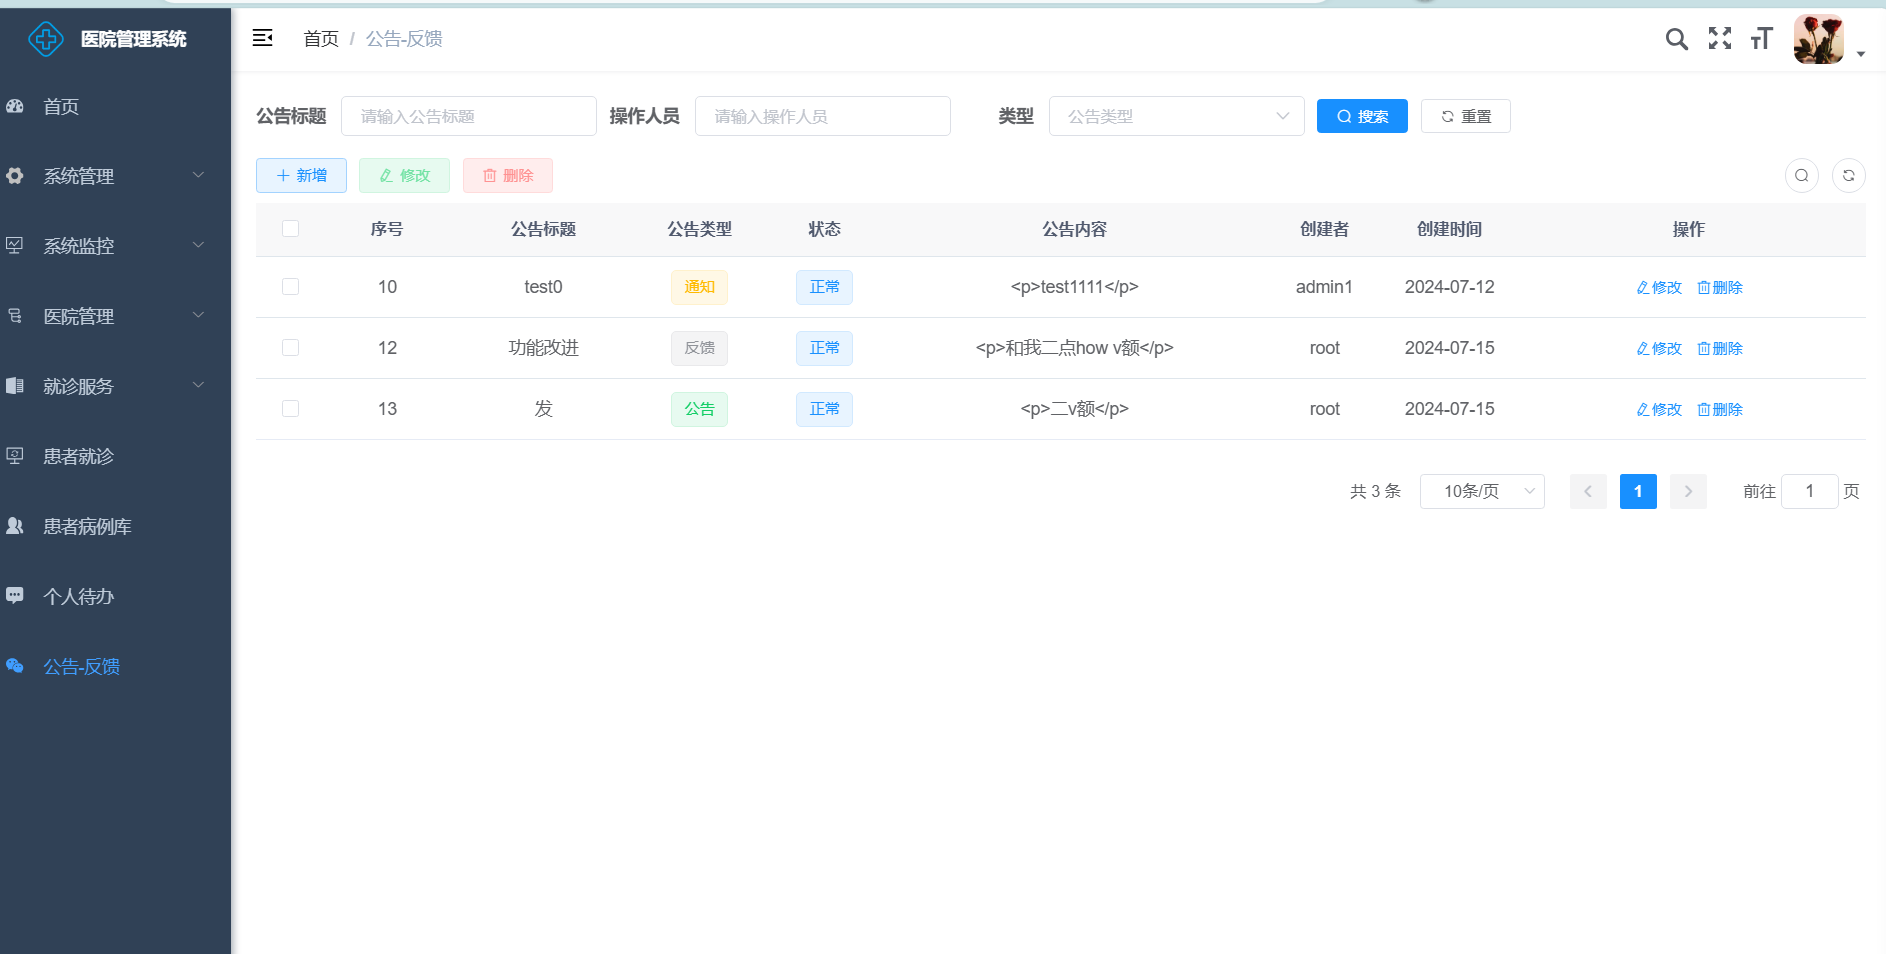 医院管理系统
首页 / 公告-反馈
首页
系统管理
系统监控
医院管理
就诊服务
患者就诊
患者病例库
个人待办
公告-反馈
公告标题 请输入公告标题 操作人员 请输入操作人员 类型 公告类型 搜索 重置
新增 修改 删除
序号 公告标题 公告类型 状态 公告内容 创建者 创建时间 操作
10 test0 通知 正常 <p>test1111</p> admin1 2024-07-12 修改 删除
12 功能改进 反馈 正常 <p>和我二点how v额</p> root 2024-07-15 修改 删除
13 发 公告 正常 <p>二v额</p> root 2024-07-15 修改 删除
共 3 条 10条/页 1 前往 1 页